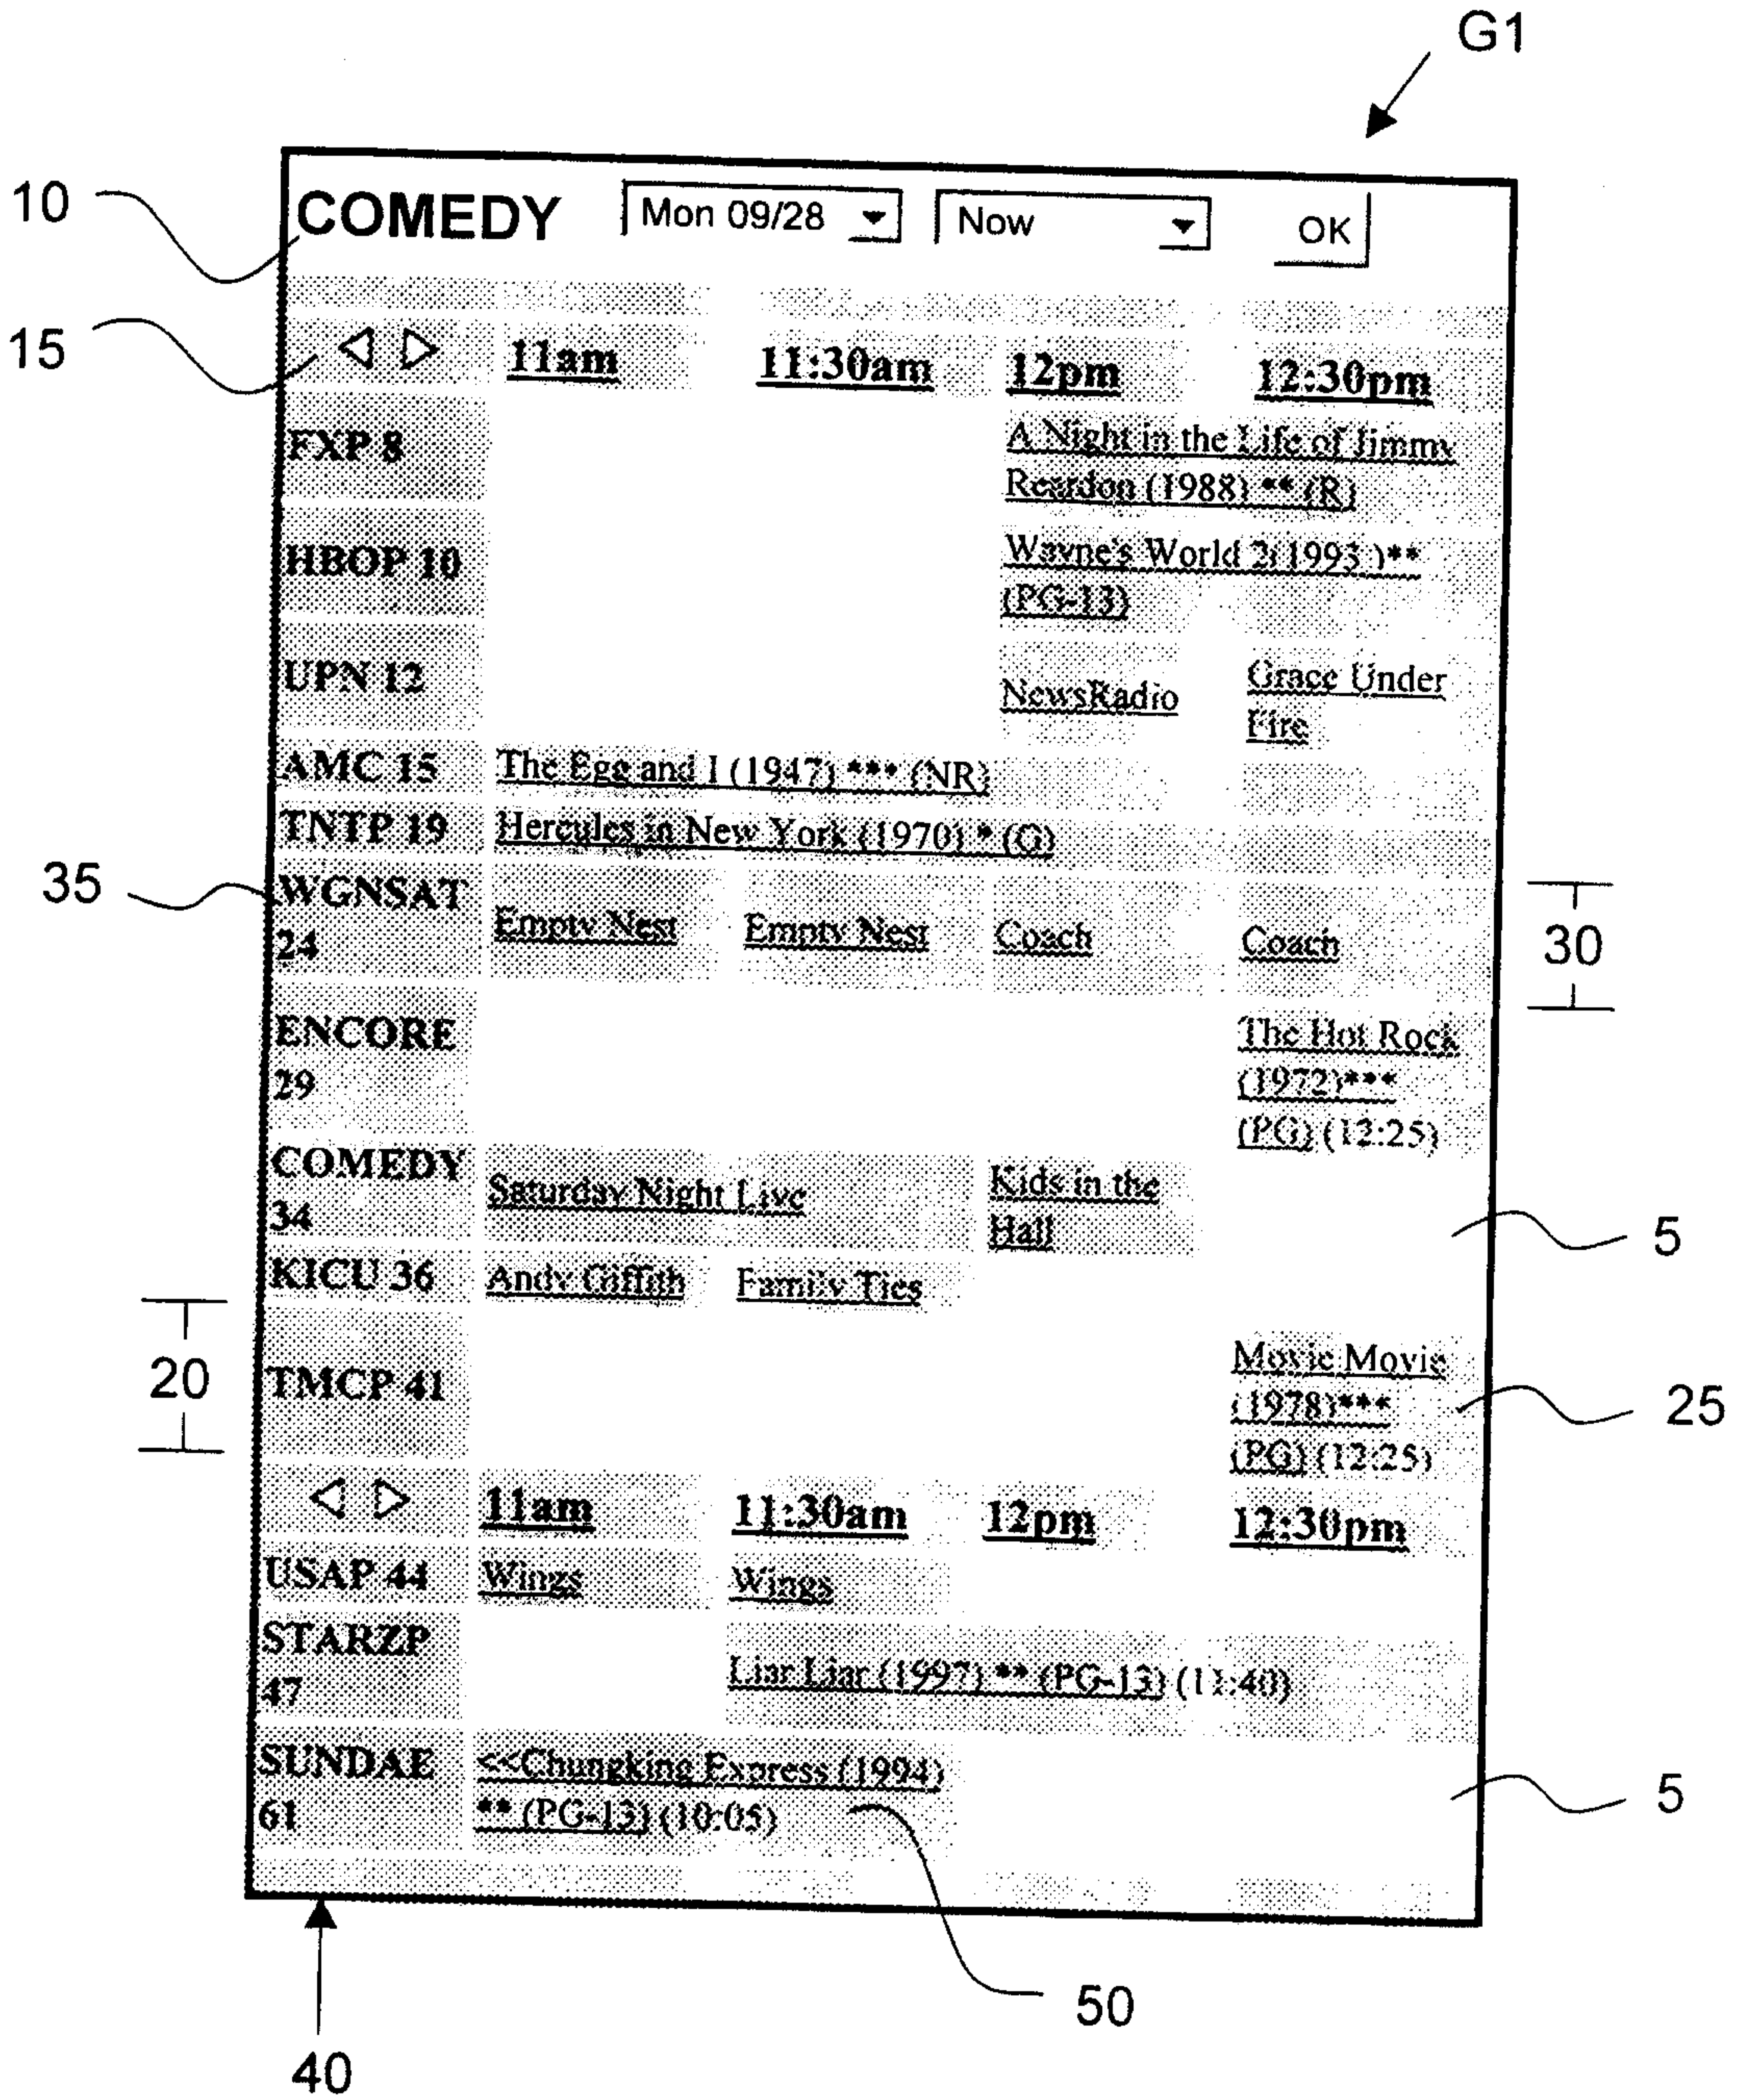 G1
10
COMEDY Mon 09/28 Now OK
15
11am 11:30am 12pm 12:30pm
FXP 8
A Night in the Life of Jimmy
Reardon (1988) ** (R)
HBOP 10
Wayne's World 2(1993 )**
(PG-13)
UPN 12
NewsRadio
Grace Under
Fire
AMC 15 The Egg and I (1947) *** (NR)
TNTP 19 Hercules in New York (1970) * (G)
35
WGNSAT
24
Empty Nest Empty Nest Coach Coach
30
ENCORE
29
The Hot Rock
(1972)***
(PG) (12:25)
COMEDY
34
Saturday Night Live
Kids in the
Hall
5
KICU 36 Andy Giffith Family Ties
20
TMCP 41
Movie Movie
(1978)***
(PG) (12:25)
25
11am 11:30am 12pm 12:30pm
USAP 44 Wings Wings
STARZP
47
Liar Liar (1997) ** (PG-13) (11:40)
SUNDAE
61
<<Chungking Express (1994)
** (PG-13) (10:05)
5
50
40